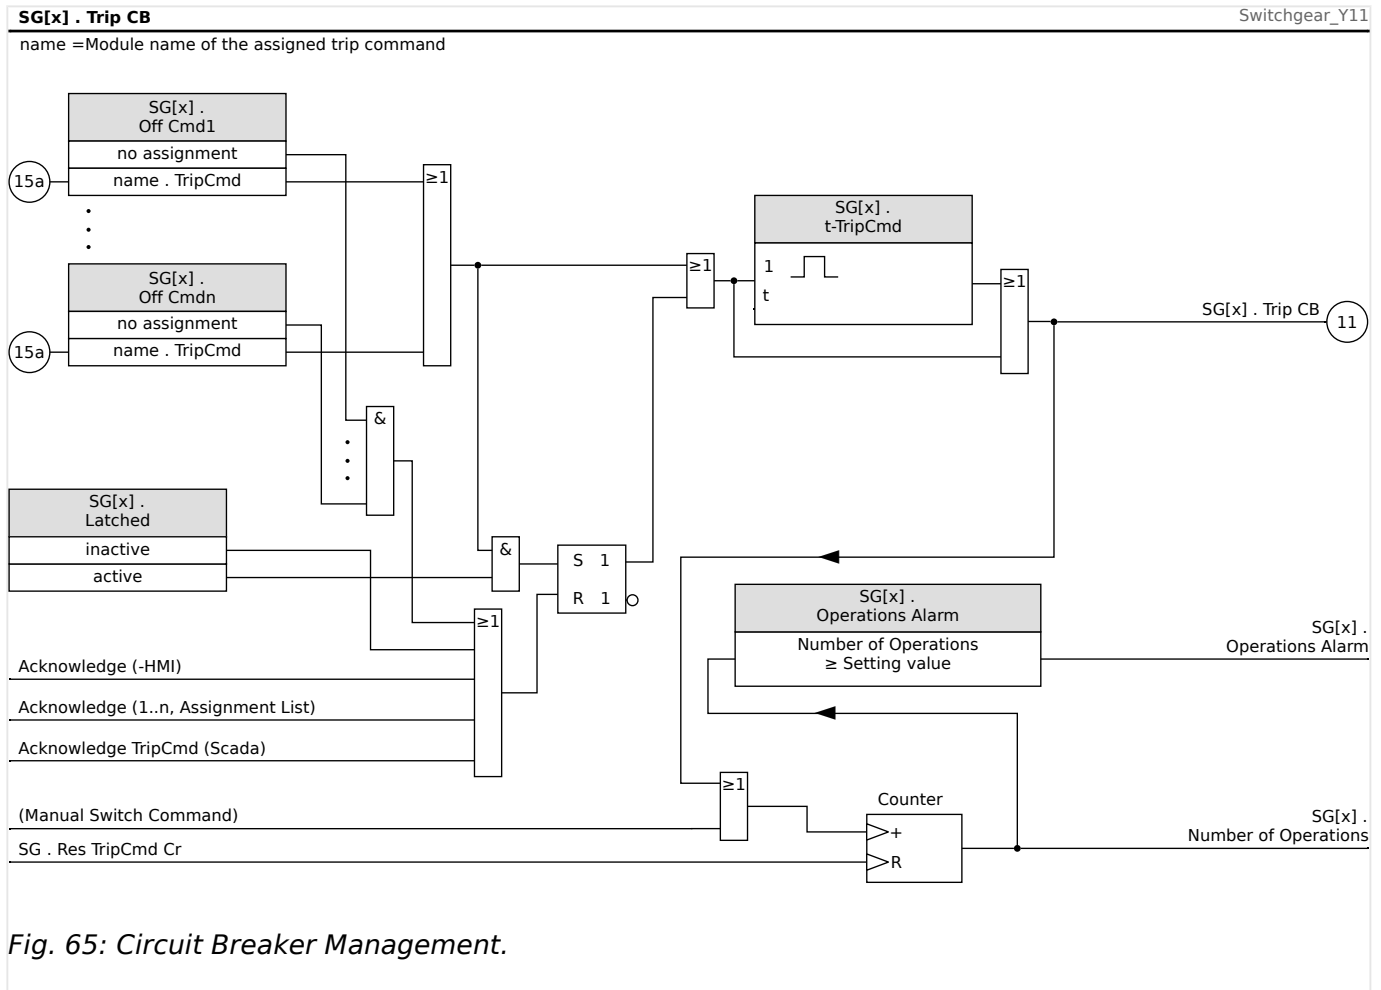 SG[x] . Trip CB
Switchgear_Y11
name =Module name of the assigned trip command
SG[x] .
Off Cmd1
no assignment
15a
name . TripCmd
≥1
SG[x] .
Off Cmdn
no assignment
15a
name . TripCmd
≥1
SG[x] .
t-TripCmd
1
t
≥1
SG[x] . Trip CB
11
&
SG[x] .
Latched
inactive
active
&
S 1
R 1
≥1
Acknowledge (-HMI)
Acknowledge (1..n, Assignment List)
Acknowledge TripCmd (Scada)
SG[x] .
Operations Alarm
Number of Operations
≥ Setting value
SG[x] .
Operations Alarm
(Manual Switch Command)
SG . Res TripCmd Cr
≥1
Counter
+
R
SG[x] .
Number of Operations
Fig. 65: Circuit Breaker Management.